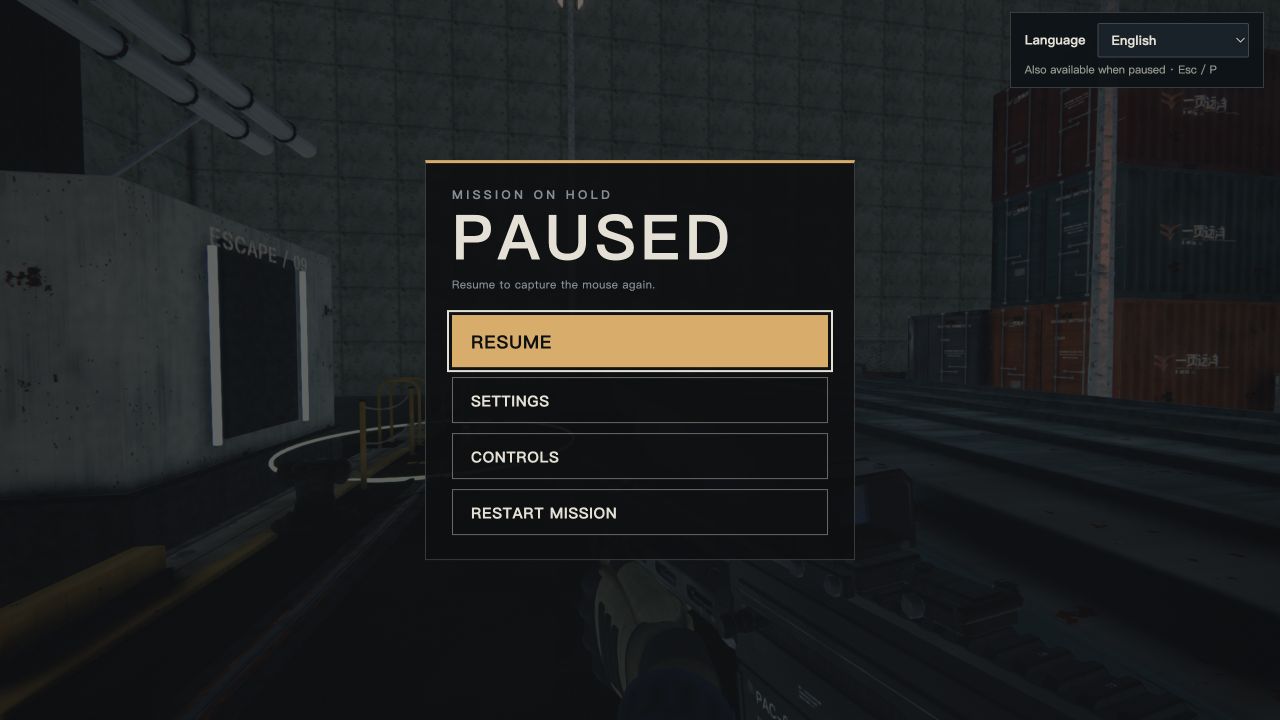 Language
English
Also available when paused · Esc / P
MISSION ON HOLD
PAUSED
Resume to capture the mouse again.
RESUME
SETTINGS
CONTROLS
RESTART MISSION
ESCAPE / 09